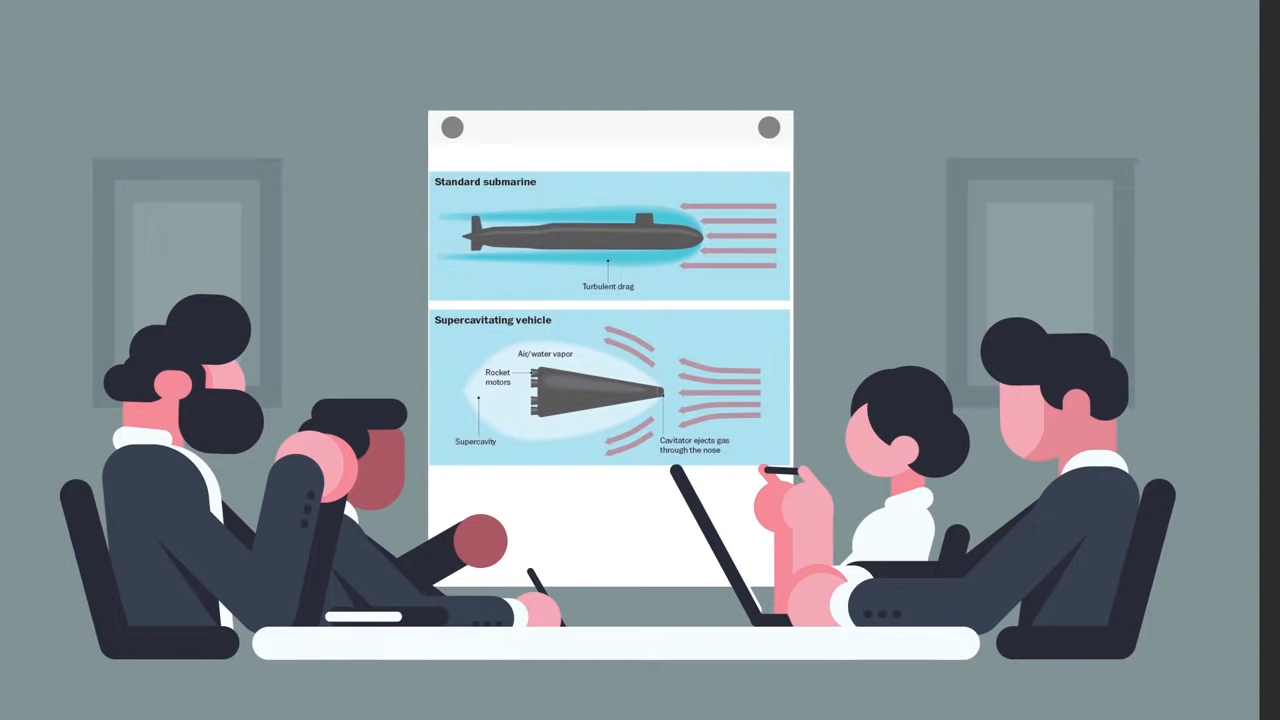 Standard submarine
Turbulent drag
Supercavitating vehicle
Air/water vapor
Rocket
motors
Supercavity
Cavitator ejects gas
through the nose